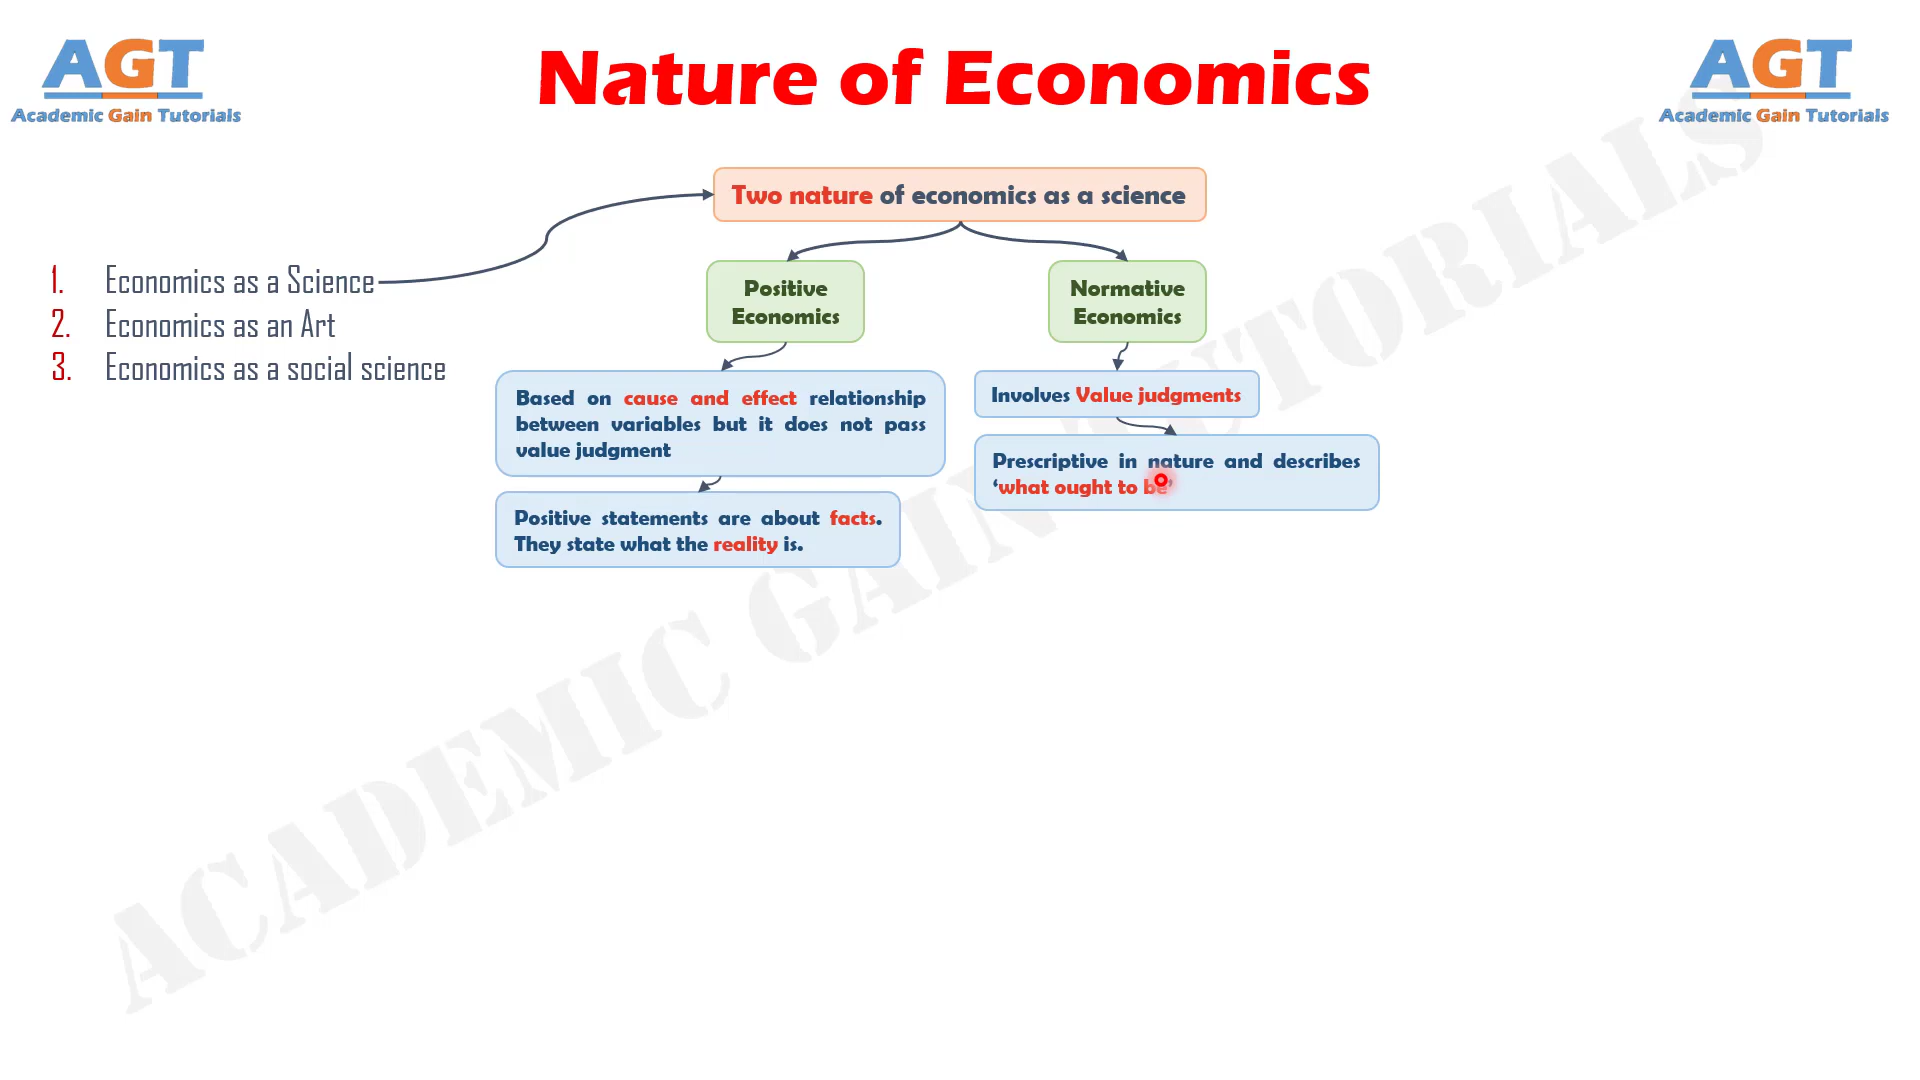 AGT
Academic Gain Tutorials
Nature of Economics
AGT
Academic Gain Tutorials
Two nature of economics as a science
1. Economics as a Science
2. Economics as an Art
3. Economics as a social science
Positive
Economics
Normative
Economics
Based on cause and effect relationship
between variables but it does not pass
value judgment
Positive statements are about facts.
They state what the reality is.
Involves Value judgments
Prescriptive in nature and describes
‘what ought to be’
ACADEMIC GAIN TUTORIALS